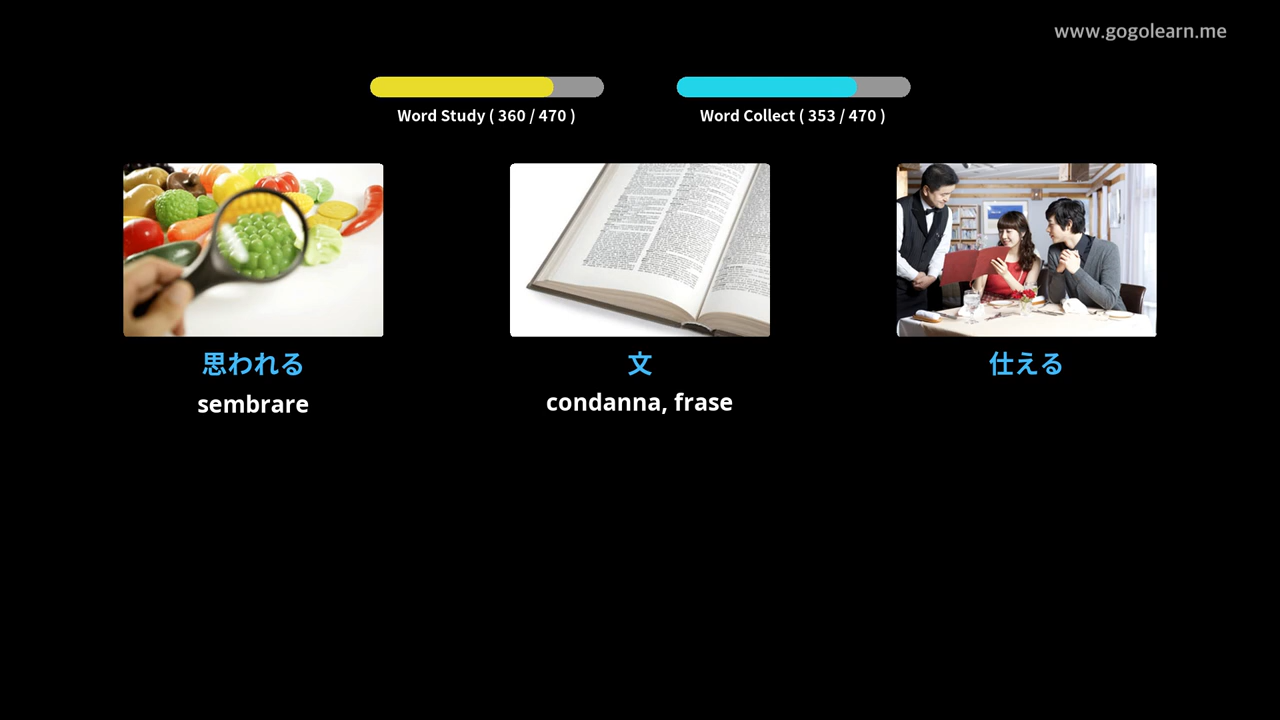 www.gogolearn.me
Word Study ( 360 / 470 )
Word Collect ( 353 / 470 )
思われる
sembrare
文
condanna, frase
仕える